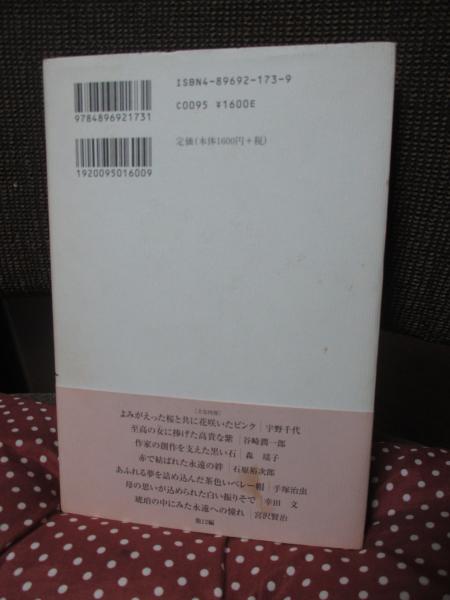 ISBN4-89692-173-9
C0095 ¥1600E
9784896921731
定価(本体1600円+税)
1920095016009
よみがえった桜と共に花咲いたピンク|宇野千代
至高の女に捧げた高貴な紫|谷崎潤一郎
作家の創作を支えた黒い石|森 瑤子
赤で結ばれた永遠の絆|石原裕次郎
あふれる夢を詰め込んだ茶色いベレー帽|手塚治虫
母の思いが込められた白い振りそで|幸田 文
琥珀の中にみた永遠への憧れ|宮沢賢治
他12編